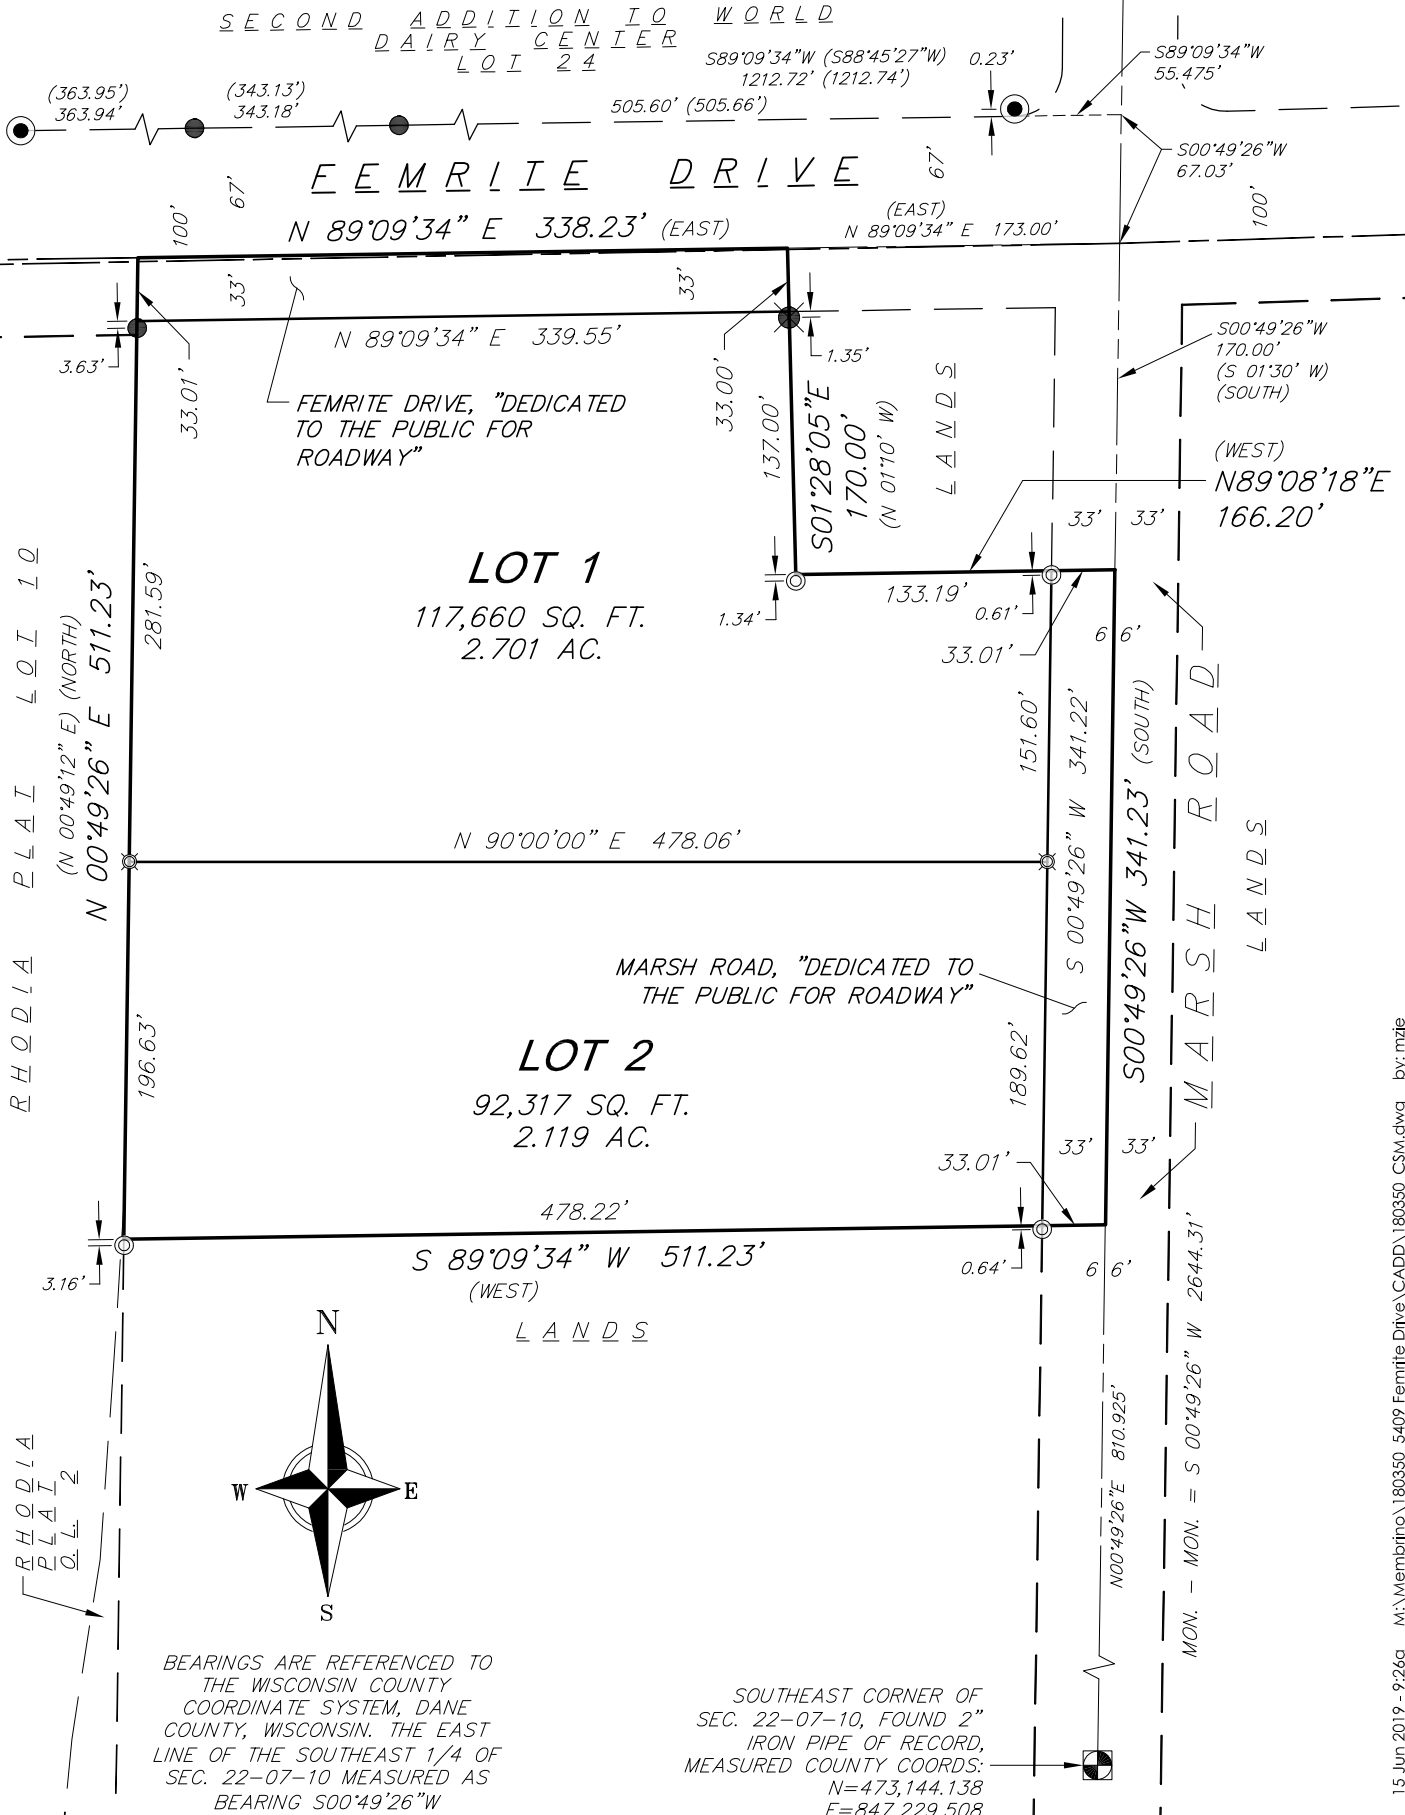 SECOND ADDITION TO WORLD
DAIRY CENTER
LOT 24
S89°09'34"W (S88°45'27"W)
1212.72' (1212.74')
0.23'
S89°09'34"W
55.475'
(363.95')
363.94'
(343.13')
343.18'
505.60' (505.66')
S00°49'26"W
67.03'
FEMRITE DRIVE
67'
67'
100'
100'
N 89°09'34" E 338.23' (EAST)
(EAST)
N 89°09'34" E 173.00'
33'
33'
N 89°09'34" E 339.55'
3.63'
1.35'
33.01'
33.00'
FEMRITE DRIVE, "DEDICATED
TO THE PUBLIC FOR
ROADWAY"
137.00'
S01°28'05"E
170.00'
(N 01°10' W)
LANDS
S00°49'26"W
170.00'
(S 01°30' W)
(SOUTH)
(WEST)
N89°08'18"E
166.20'
33'
33'
RHODIA PLAT LOT 10
(N 00°49'12" E) (NORTH)
N 00°49'26" E 511.23'
281.59'
LOT 1
117,660 SQ. FT.
2.701 AC.
1.34'
133.19'
0.61'
33.01'
6 6'
151.60'
S 00°49'26" W 341.22'
S00°49'26"W 341.23' (SOUTH)
MARSH ROAD
LANDS
N 90°00'00" E 478.06'
MARSH ROAD, "DEDICATED TO
THE PUBLIC FOR ROADWAY"
196.63'
LOT 2
92,317 SQ. FT.
2.119 AC.
189.62'
33.01'
33'
33'
478.22'
S 89°09'34" W 511.23'
(WEST)
3.16'
0.64'
6 6'
LANDS
N
W
E
S
RHODIA
PLAT
O.L. 2
N00°49'26"E 810.925'
MON. - MON. = S 00°49'26" W 2644.31'
BEARINGS ARE REFERENCED TO
THE WISCONSIN COUNTY
COORDINATE SYSTEM, DANE
COUNTY, WISCONSIN. THE EAST
LINE OF THE SOUTHEAST 1/4 OF
SEC. 22-07-10 MEASURED AS
BEARING S00°49'26"W
SOUTHEAST CORNER OF
SEC. 22-07-10, FOUND 2"
IRON PIPE OF RECORD,
MEASURED COUNTY COORDS:
N=473,144.138
E=847,229.508
15 Jun 2019 - 9:26a M:\Membrino\180350 5409 Femrite Drive\CADD\180350 CSM.dwg by: mzie